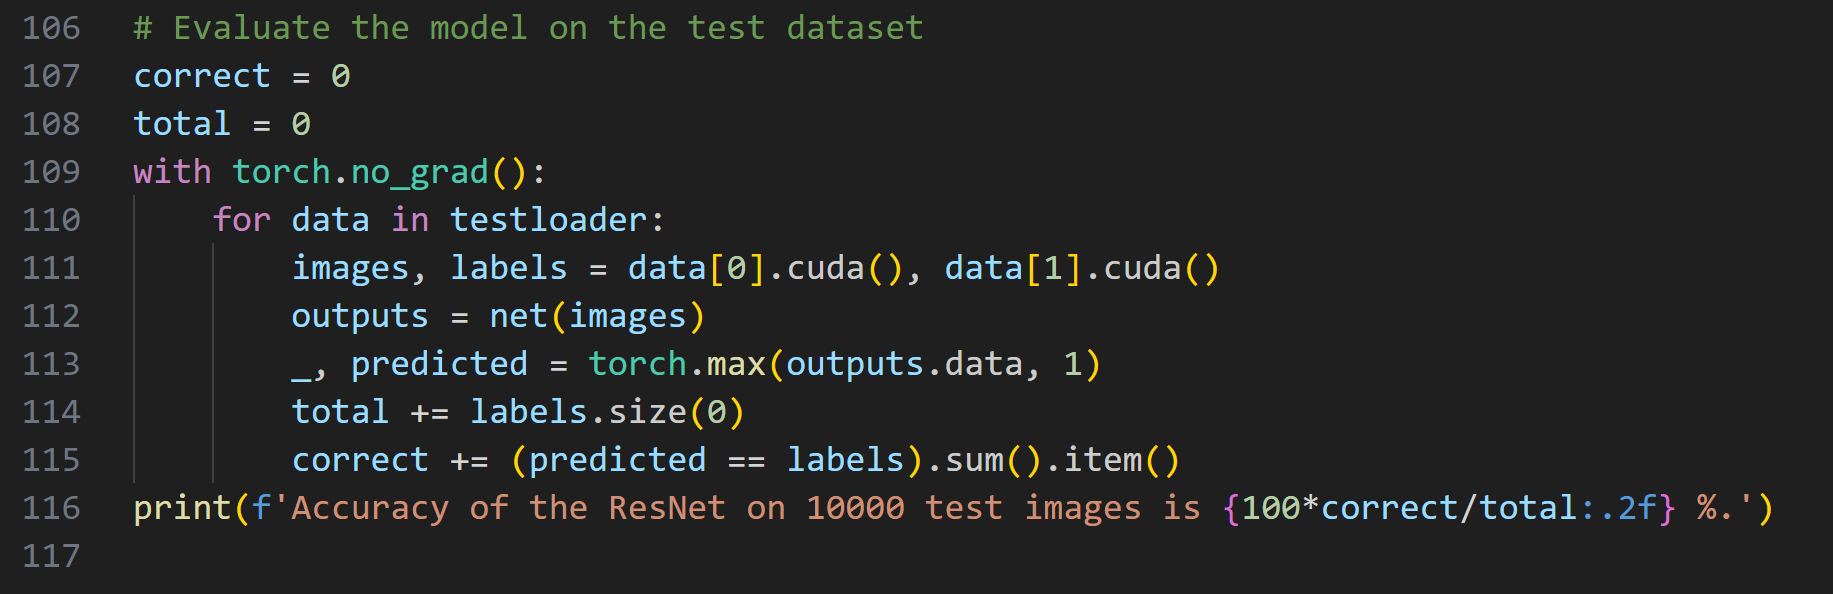 106 # Evaluate the model on the test dataset
107 correct = 0
108 total = 0
109 with torch.no_grad():
110     for data in testloader:
111         images, labels = data[0].cuda(), data[1].cuda()
112         outputs = net(images)
113         _, predicted = torch.max(outputs.data, 1)
114         total += labels.size(0)
115         correct += (predicted == labels).sum().item()
116 print(f'Accuracy of the ResNet on 10000 test images is {100*correct/total:.2f} %.')
117